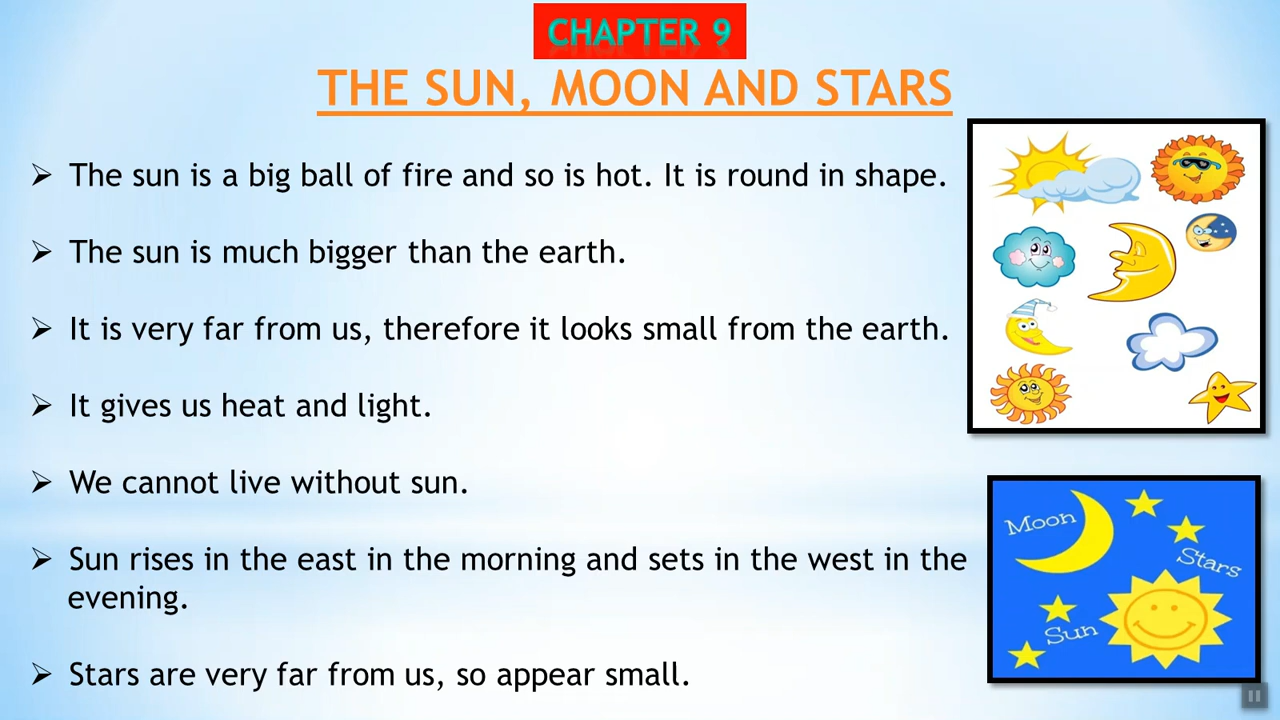 CHAPTER 9
THE SUN, MOON AND STARS
➢ The sun is a big ball of fire and so is hot. It is round in shape.
➢ The sun is much bigger than the earth.
➢ It is very far from us, therefore it looks small from the earth.
➢ It gives us heat and light.
➢ We cannot live without sun.
➢ Sun rises in the east in the morning and sets in the west in the
evening.
➢ Stars are very far from us, so appear small.
Moon
Stars
Sun